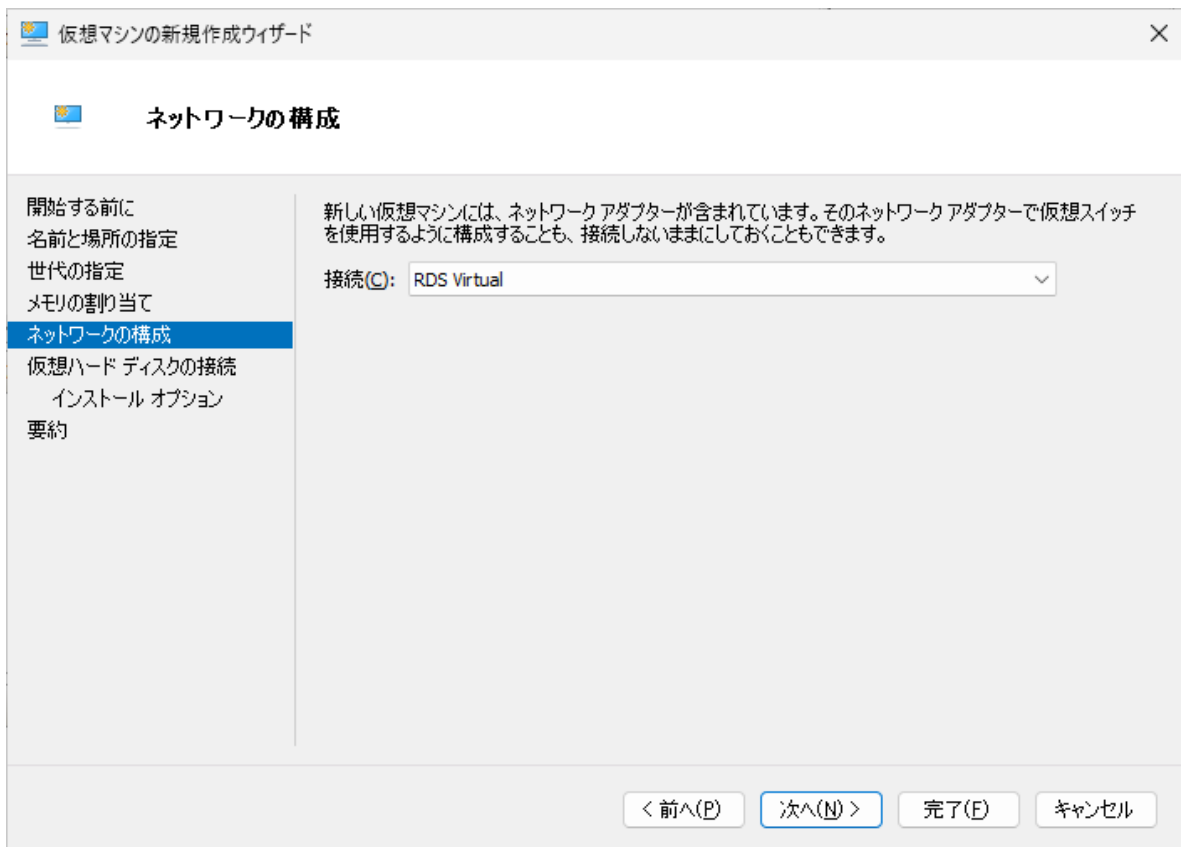 仮想マシンの新規作成ウィザード
ネットワークの構成
開始する前に
名前と場所の指定
世代の指定
メモリの割り当て
ネットワークの構成
仮想ハード ディスクの接続
インストール オプション
要約
新しい仮想マシンには、ネットワーク アダプターが含まれています。そのネットワーク アダプターで仮想スイッチ
を使用するように構成することも、接続しないままにしておくこともできます。
接続(C): RDS Virtual
< 前へ(P) 次へ(N) > 完了(F) キャンセル